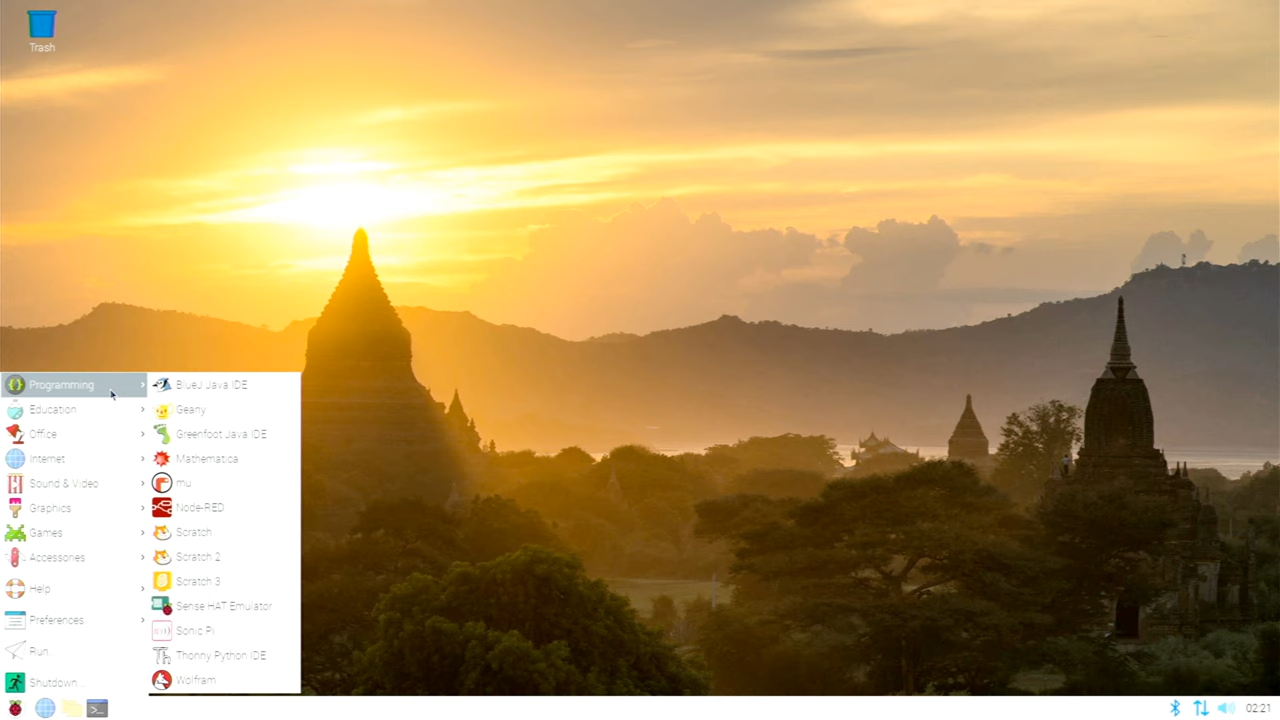 Trash
Programming
Education
Office
Internet
Sound & Video
Graphics
Games
Accessories
Help
Preferences
Run...
Shutdown...
BlueJ Java IDE
Geany
Greenfoot Java IDE
Mathematica
mu
Node-RED
Scratch
Scratch 2
Scratch 3
Sense HAT Emulator
Sonic Pi
Thonny Python IDE
Wolfram
02:21